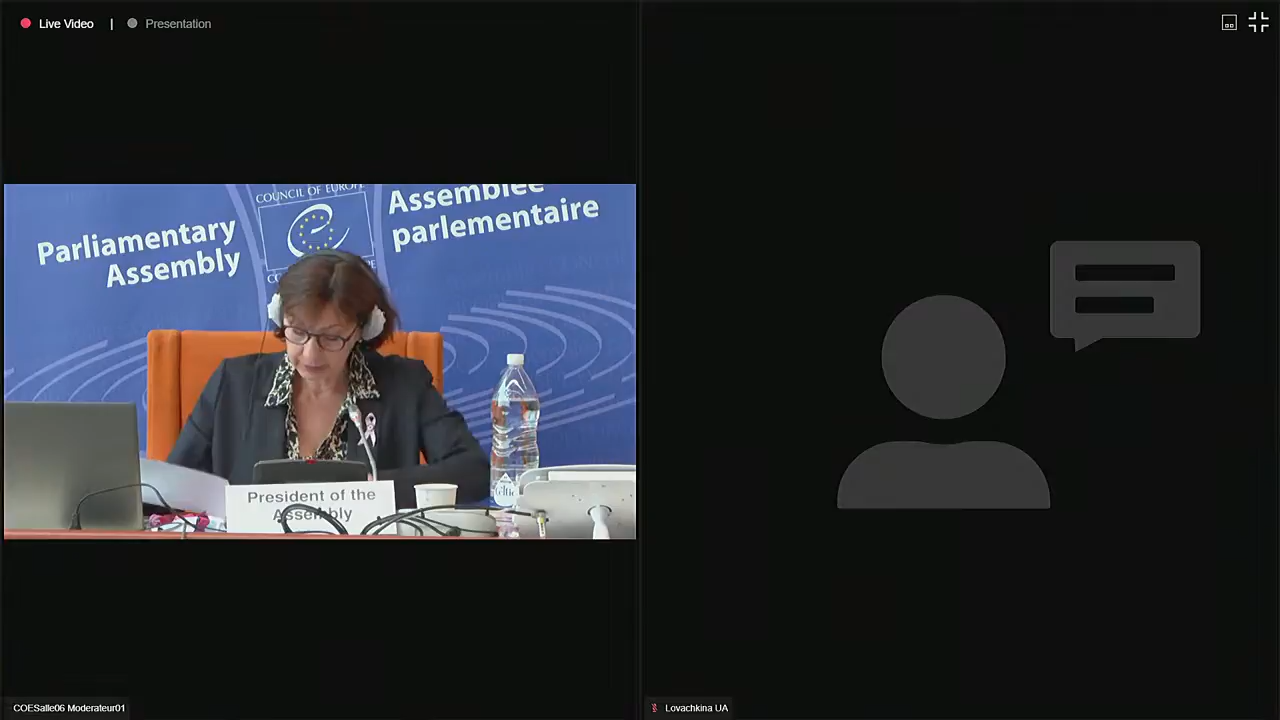 Live Video | Presentation
Parliamentary
Assembly
COUNCIL OF EUROPE
Assemblée
parlementaire
President of the
Assembly
COESalle06 Moderateur01
Lovachkina UA